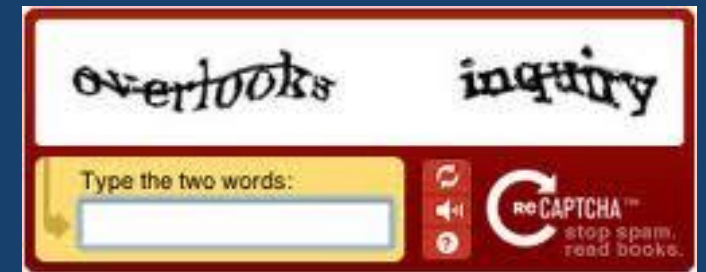 overlooks inquiry
Type the two words:
ReCAPTCHA™
stop spam.
read books.
?